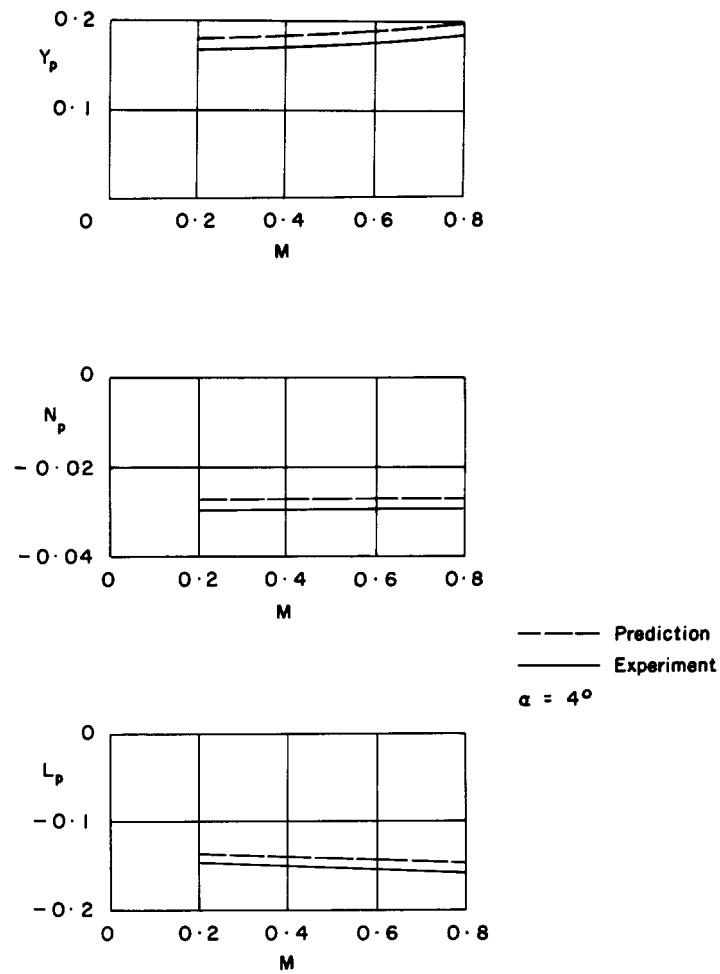 0·2
Yp
0·1
0 0·2 0·4 0·6 0·8
M
0
Np
-0·02
-0·04
0 0·2 0·4 0·6 0·8
M
Prediction
Experiment
α = 4°
0
Lp
-0·1
-0·2
0 0·2 0·4 0·6 0·8
M